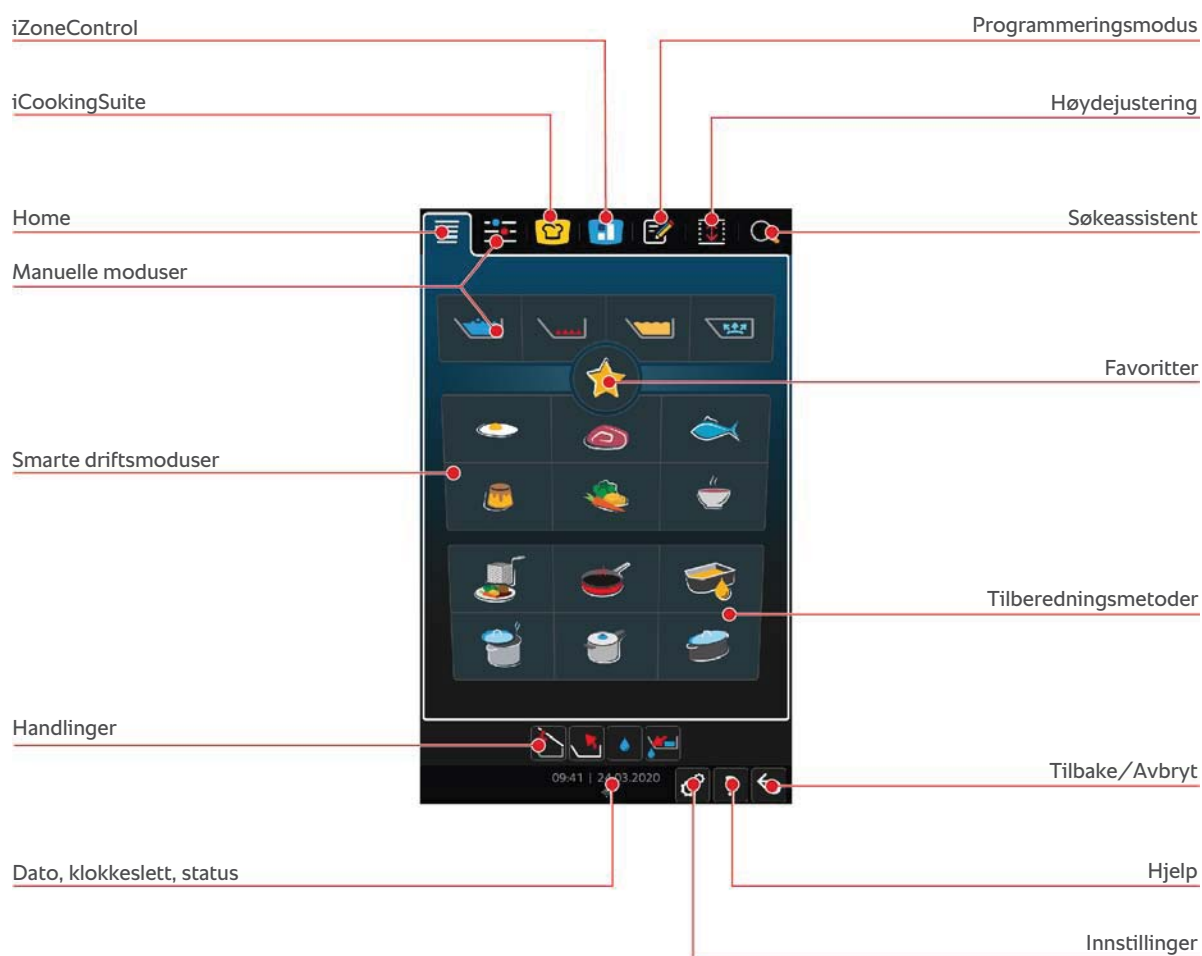 iZoneControl
Programmeringsmodus
iCookingSuite
Høydejustering
Home
Søkeassistent
Manuelle moduser
Favoritter
Smarte driftsmoduser
Tilberedningsmetoder
Handlinger
Tilbake/Avbryt
09:41 | 24.03.2020
Dato, klokkeslett, status
Hjelp
Innstillinger